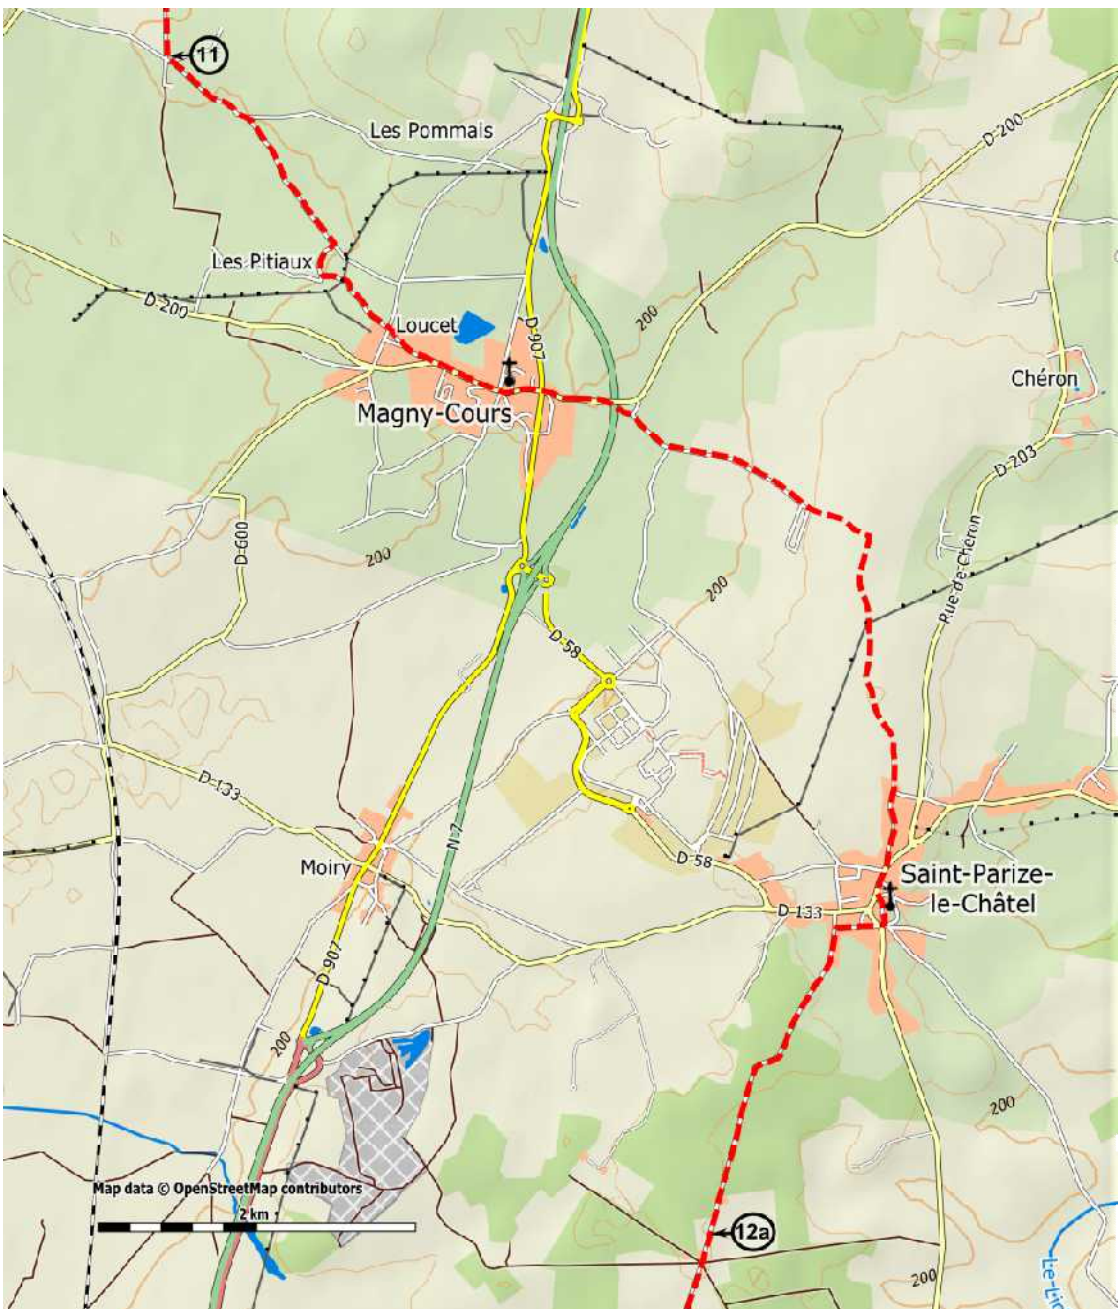 11
Les Pommais
D 200
Les Pitiaux
D 200
Loucet
D 907
200
Chéron
Magny-Cours
D 203
D 600
200
200
Rue de Chéron
D 58
D 133
N 7
Moiry
D 58
Saint-Parize-
le-Châtel
D 133
D 907
200
200
Map data © OpenStreetMap contributors
2 km
12a
200